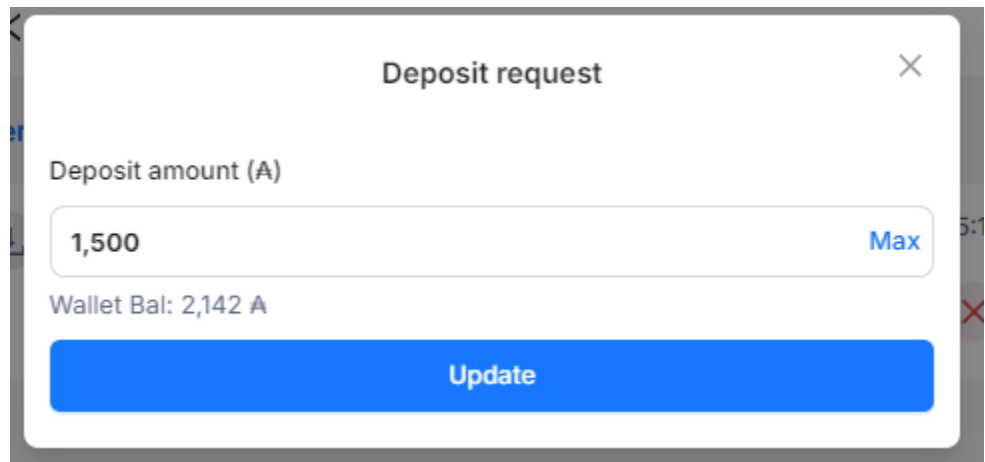 Deposit request
Deposit amount (₳)
1,500
Max
Wallet Bal: 2,142 ₳
Update